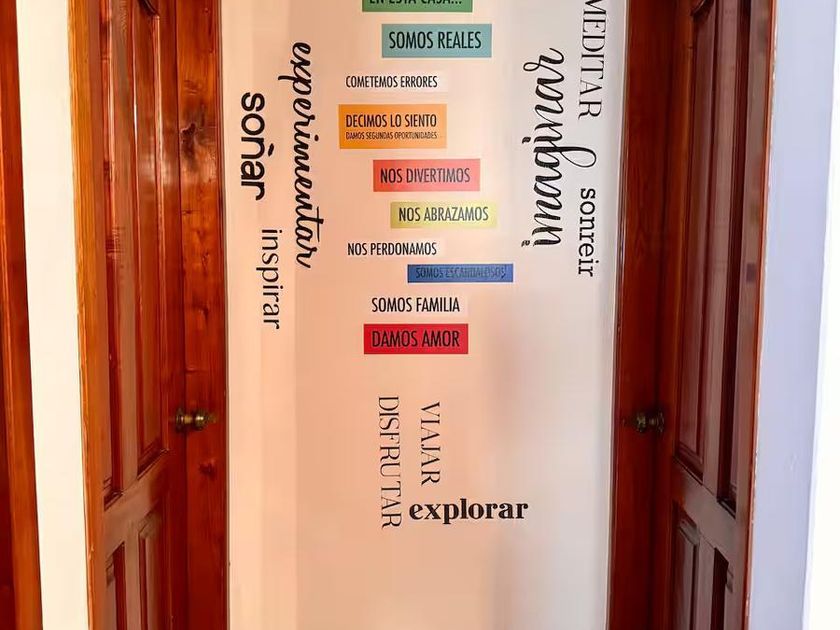 EN ESTA CASA...
SOMOS REALES
COMETEMOS ERRORES
DECIMOS LO SIENTO
DAMOS SEGUNDAS OPORTUNIDADES
NOS DIVERTIMOS
NOS ABRAZAMOS
NOS PERDONAMOS
SOMOS ESCANDALOSOS
SOMOS FAMILIA
DAMOS AMOR
soñar
experimentar
inspirar
MEDITAR
imaginar
sonreir
VIAJAR
DISFRUTAR
explorar